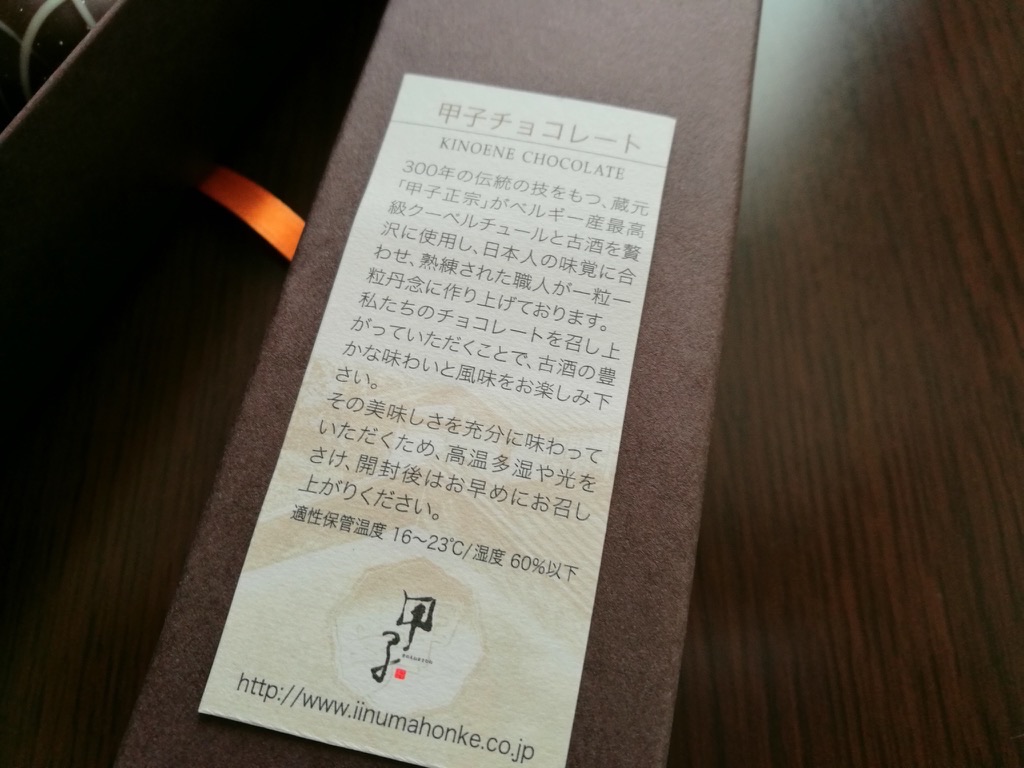 甲子チョコレート
KINOENE CHOCOLATE
300年の伝統の技をもつ、蔵元
「甲子正宗」がベルギー産最高
級クーベルチュールと古酒を贅
沢に使用し、日本人の味覚に合
わせ、熟練された職人が一粒一
粒丹念に作り上げております。
私たちのチョコレートを召し上
がっていただくことで、古酒の豊
かな味わいと風味をお楽しみ下
さい。
その美味しさを充分に味わって
いただくため、高温多湿や光を
さけ、開封後はお早めにお召し
上がりください。
適性保管温度 16～23℃/湿度 60％以下
甲子
http://www.iinumahonke.co.jp